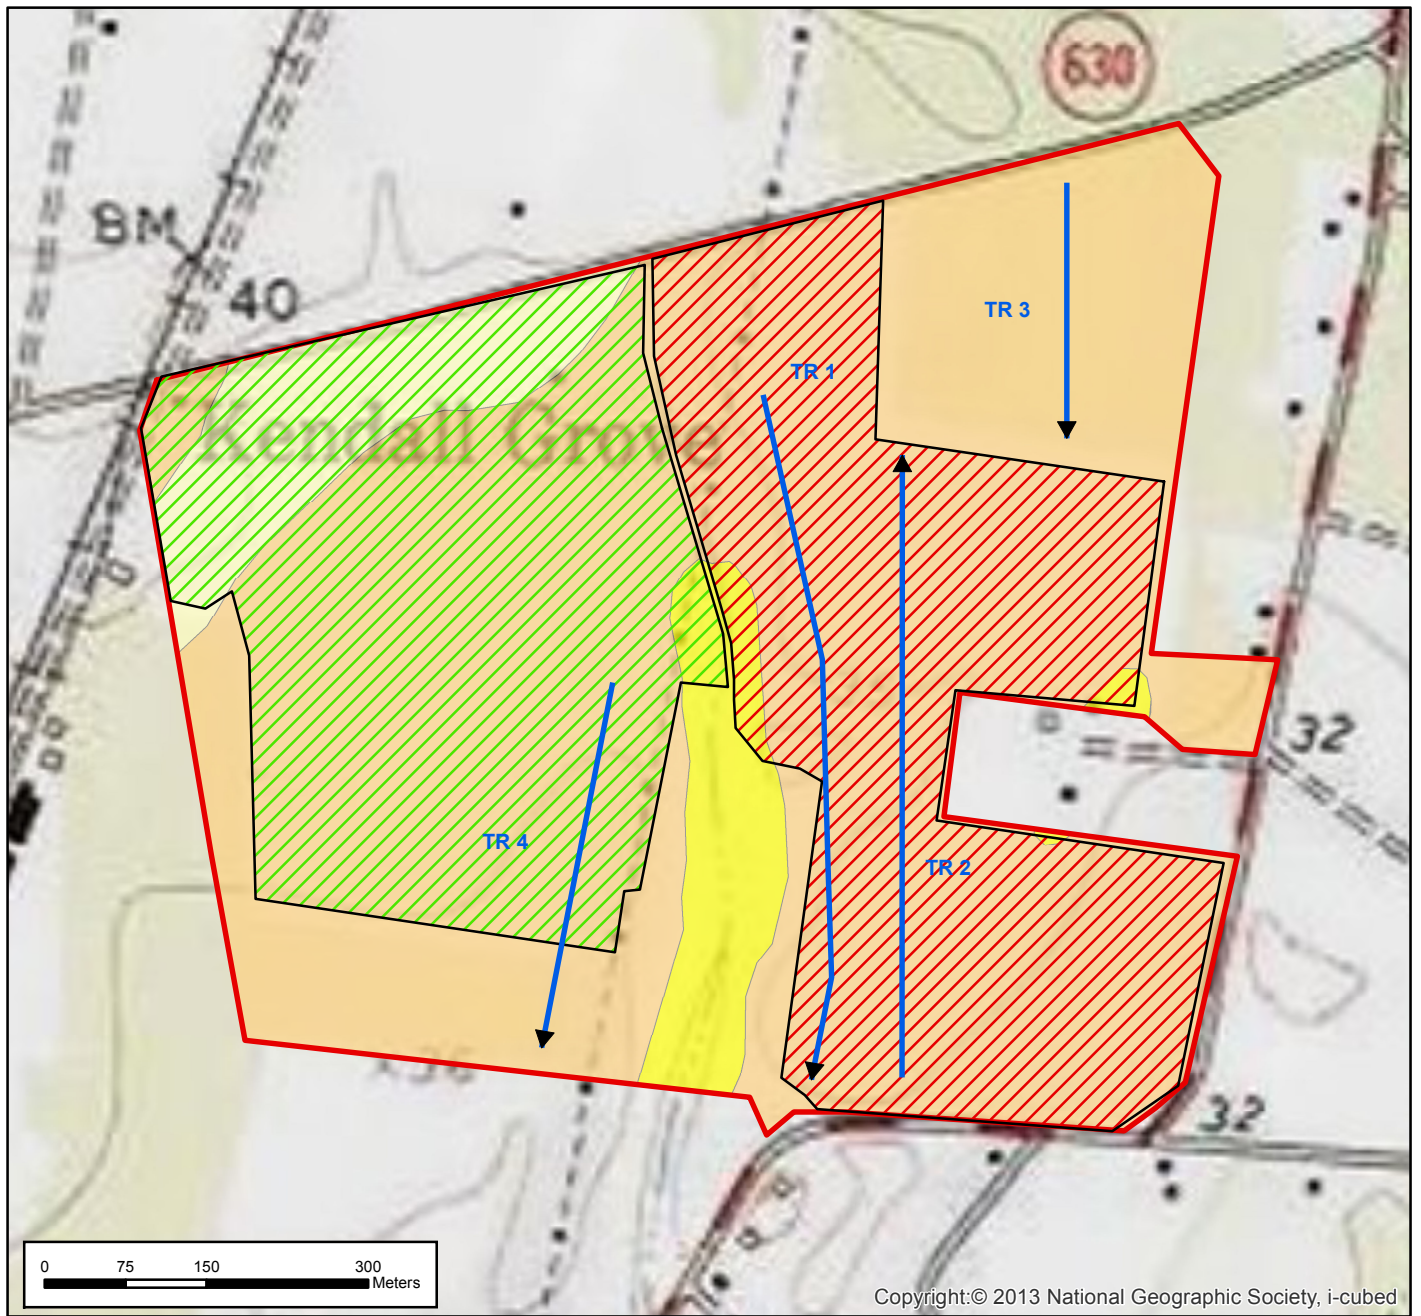 630
BM
40
TR 3
TR 1
Kendall Grove
32
TR 4
TR 2
32
0 75 150 300
Meters
Copyright:© 2013 National Geographic Society, i-cubed